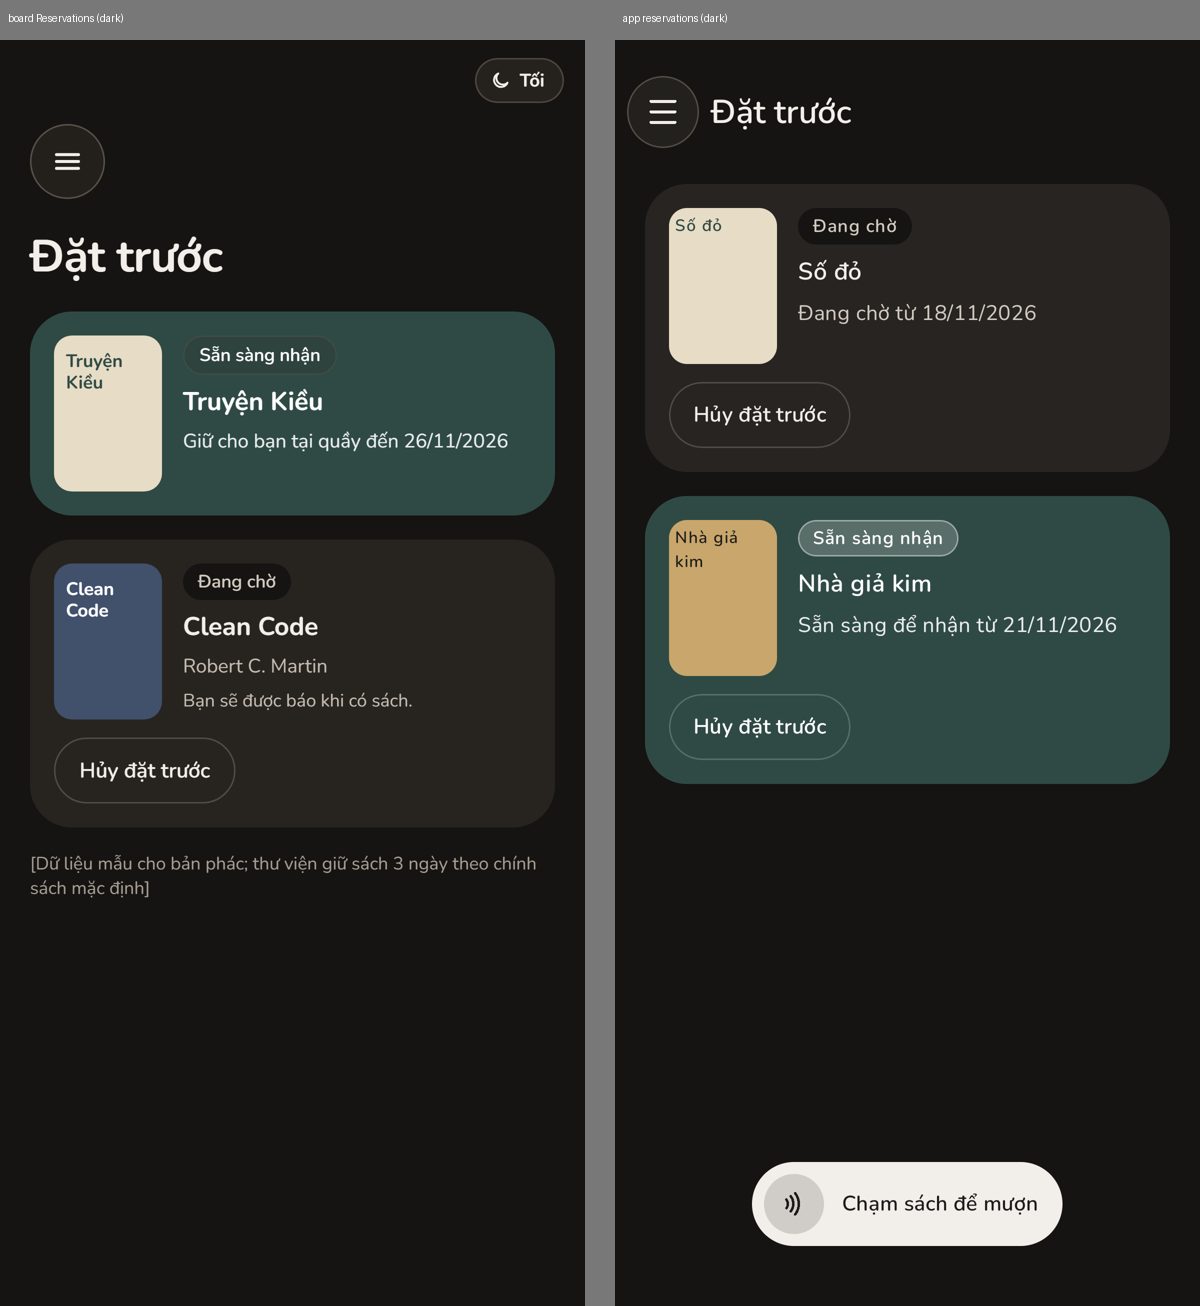 board Reservations (dark)
Tối
Đặt trước
Truyện
Kiều
Sẵn sàng nhận
Truyện Kiều
Giữ cho bạn tại quầy đến 26/11/2026
Clean
Code
Đang chờ
Clean Code
Robert C. Martin
Bạn sẽ được báo khi có sách.
Hủy đặt trước
[Dữ liệu mẫu cho bản phác; thư viện giữ sách 3 ngày theo chính
sách mặc định]
app reservations (dark)
Đặt trước
Số đỏ
Đang chờ
Số đỏ
Đang chờ từ 18/11/2026
Hủy đặt trước
Nhà giả
kim
Sẵn sàng nhận
Nhà giả kim
Sẵn sàng để nhận từ 21/11/2026
Hủy đặt trước
Chạm sách để mượn